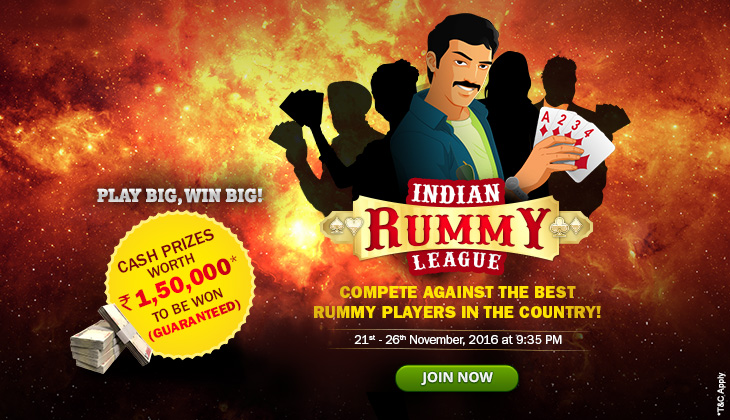 PLAY BIG, WIN BIG!
CASH PRIZES
WORTH
₹ 1,50,000*
TO BE WON
(GUARANTEED)
A 2 3 4
INDIAN
RUMMY
LEAGUE
COMPETE AGAINST THE BEST
RUMMY PLAYERS IN THE COUNTRY!
21st - 26th November, 2016 at 9:35 PM
JOIN NOW
*T&C Apply